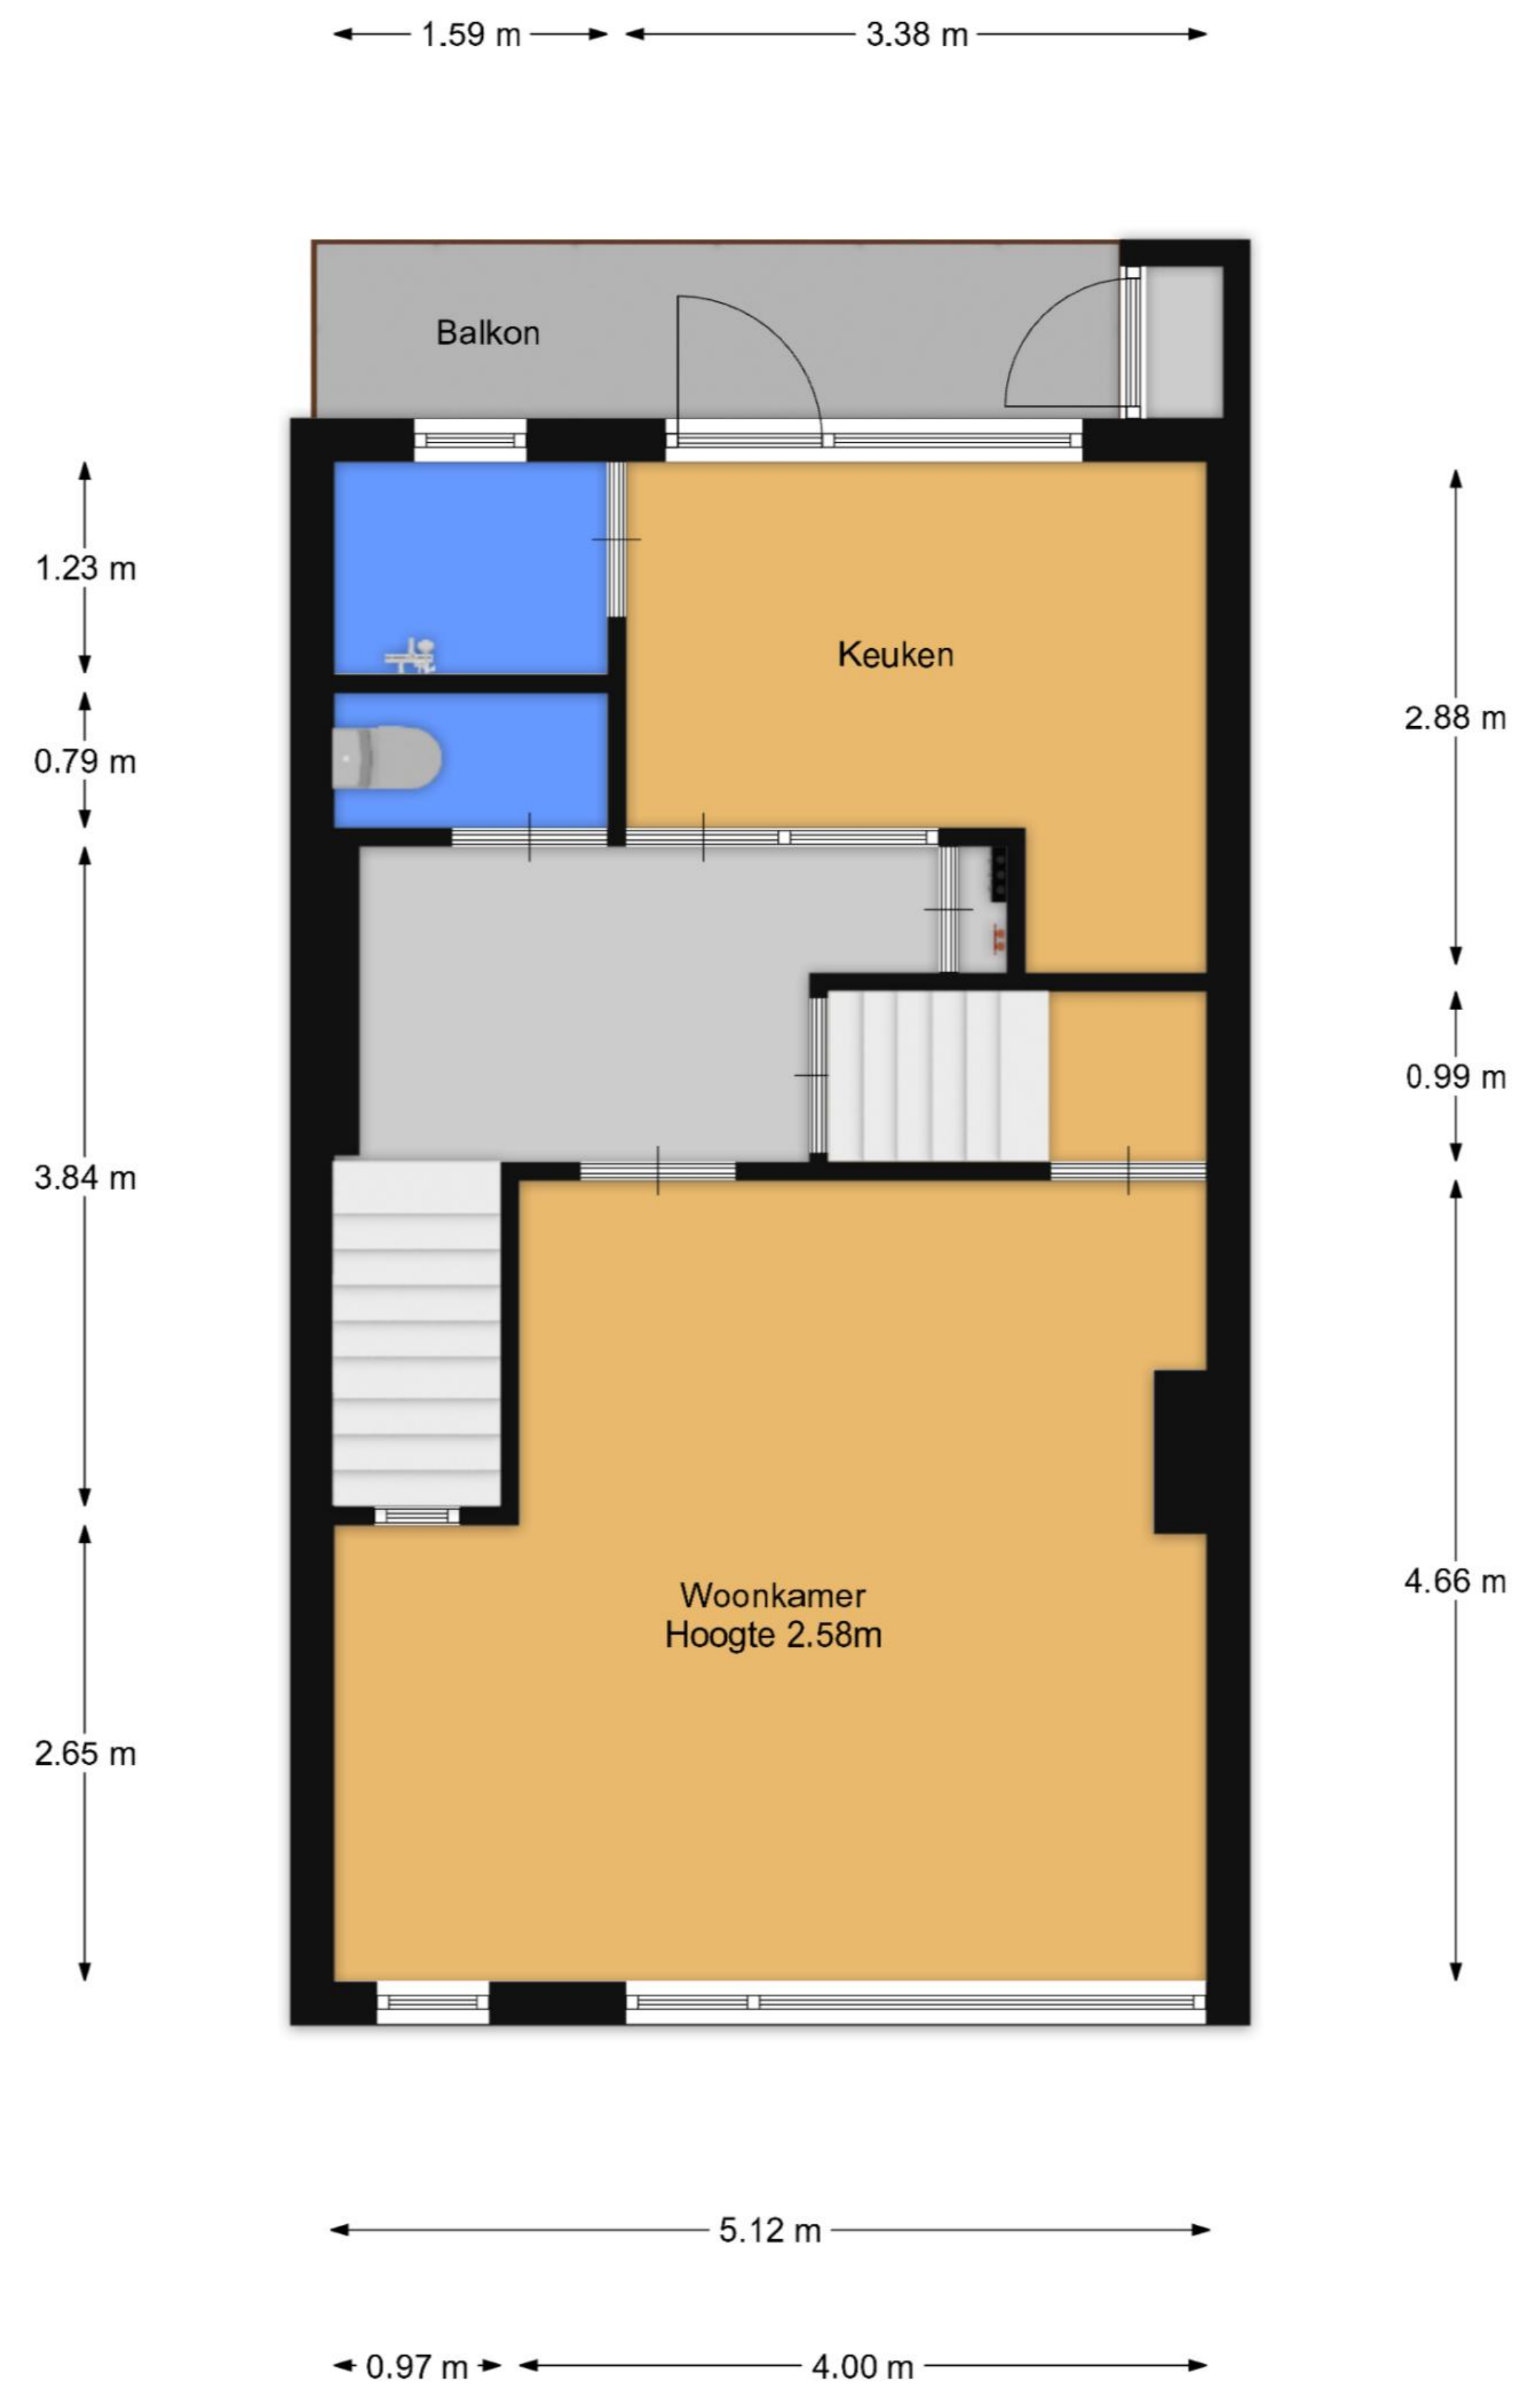 1.59 m
3.38 m
Balkon
1.23 m
Keuken
2.88 m
0.79 m
0.99 m
3.84 m
4.66 m
Woonkamer
Hoogte 2.58m
2.65 m
5.12 m
0.97 m
4.00 m